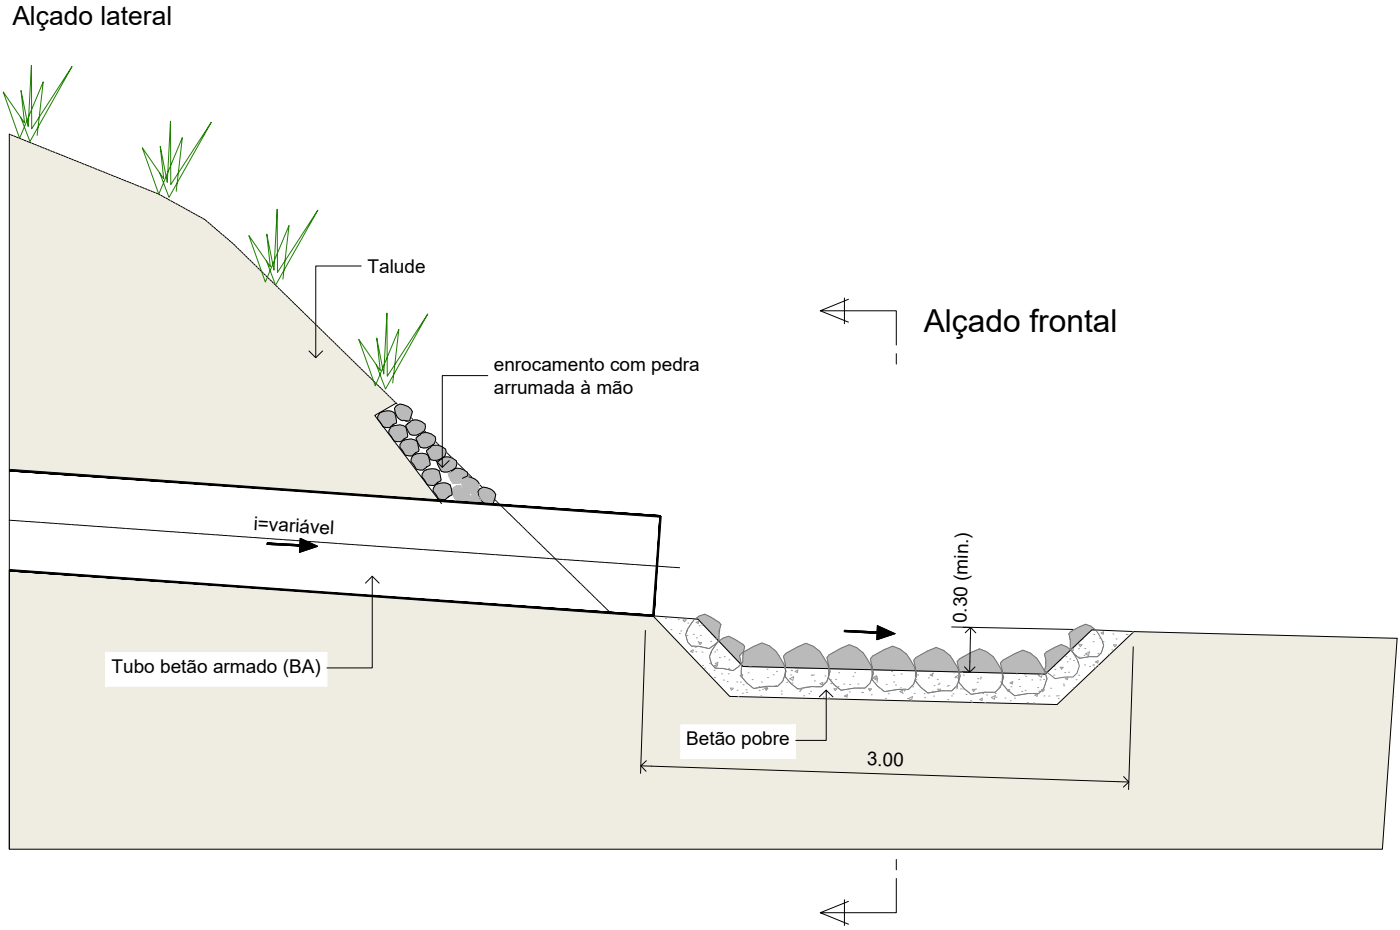 Alçado lateral
Talude
Alçado frontal
enrocamento com pedra
arrumada à mão
i=variável
0.30 (min.)
Tubo betão armado (BA)
Betão pobre
3.00